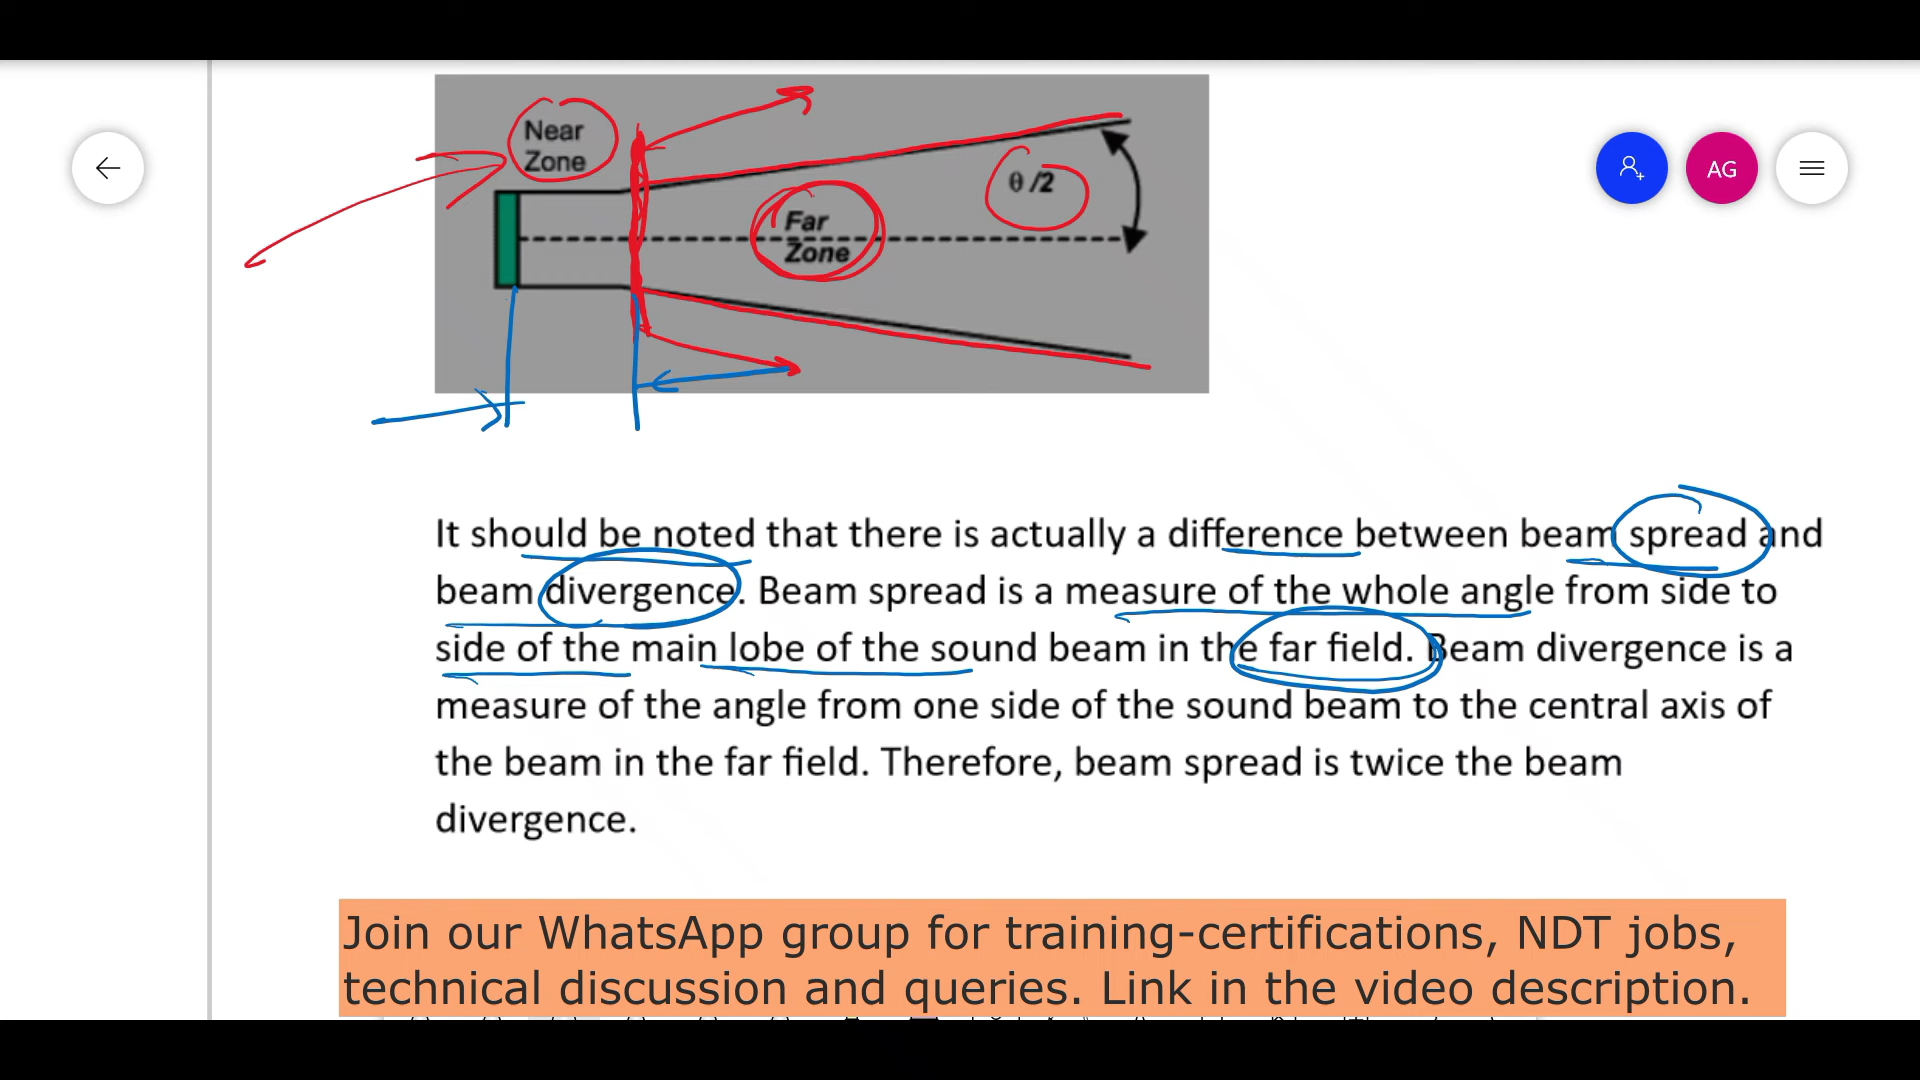 Near
Zone
θ /2
Far
Zone
AG
It should be noted that there is actually a difference between beam spread and
beam divergence. Beam spread is a measure of the whole angle from side to
side of the main lobe of the sound beam in the far field. Beam divergence is a
measure of the angle from one side of the sound beam to the central axis of
the beam in the far field. Therefore, beam spread is twice the beam
divergence.
Join our WhatsApp group for training-certifications, NDT jobs,
technical discussion and queries. Link in the video description.